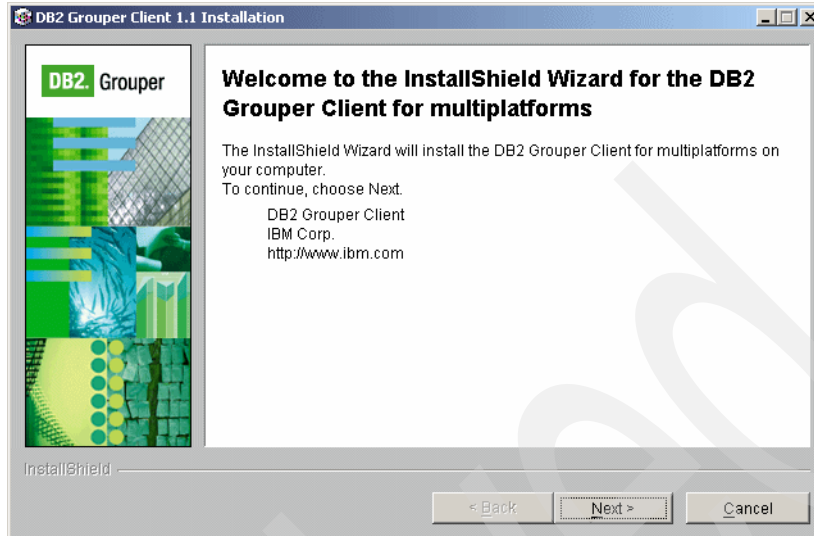 DB2 Grouper Client 1.1 Installation
DB2. Grouper
Welcome to the InstallShield Wizard for the DB2
Grouper Client for multiplatforms
The InstallShield Wizard will install the DB2 Grouper Client for multiplatforms on
your computer.
To continue, choose Next.
DB2 Grouper Client
IBM Corp.
http://www.ibm.com
InstallShield
< Back
Next >
Cancel